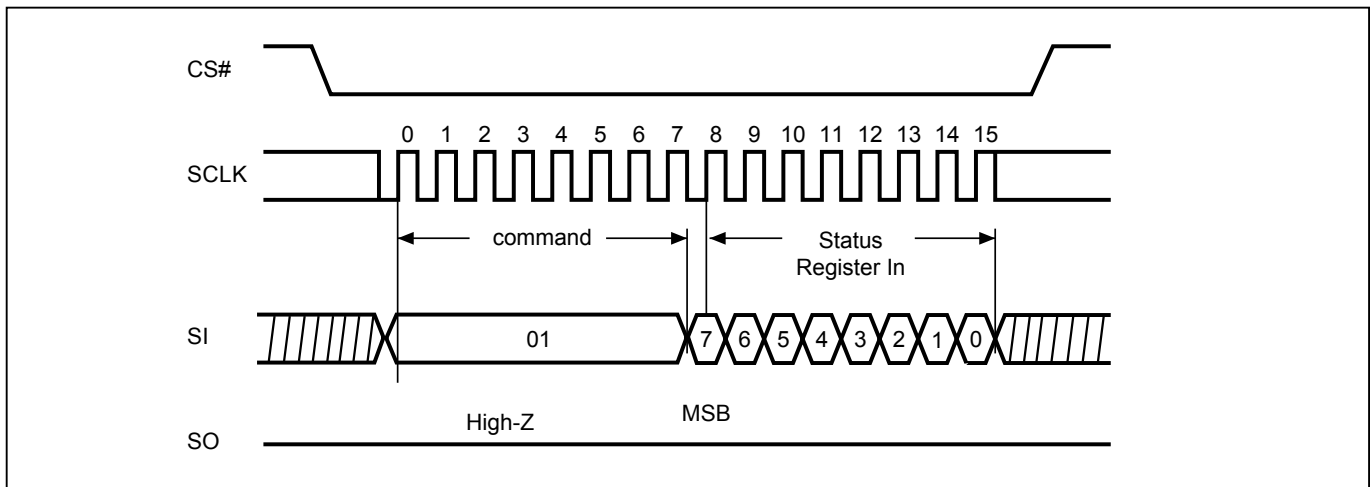 CS#
0 1 2 3 4 5 6 7 8 9 10 11 12 13 14 15
SCLK
command
Status
Register In
SI
01
7 6 5 4 3 2 1 0
MSB
High-Z
SO